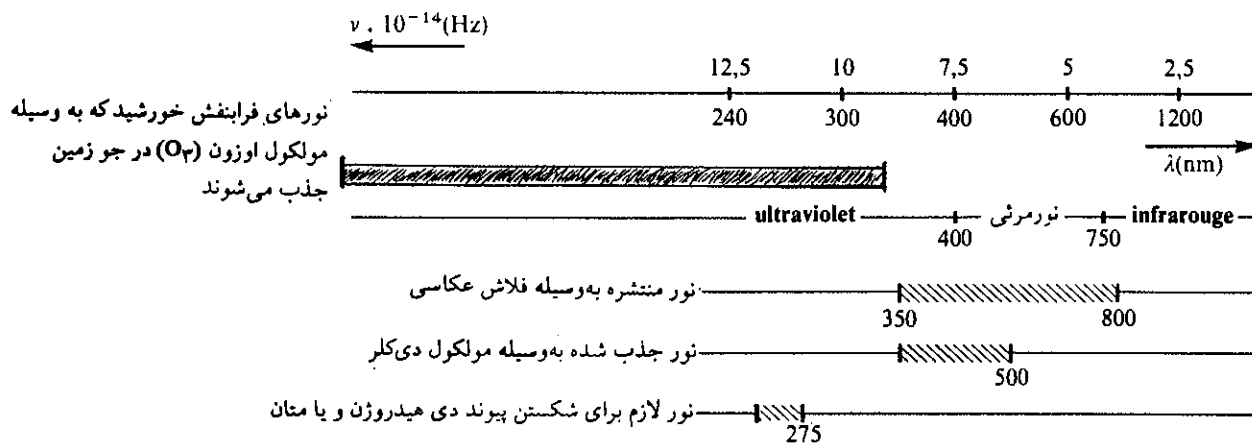 ν . 10⁻¹⁴(Hz)
12,5 10 7,5 5 2,5
240 300 400 600 1200
λ(nm)
نورهای فرابنفش خورشید که به وسیله
مولکول اوزون (O۳) در جو زمین
جذب می‌شوند
ultraviolet نور مرئی infrarouge
400 750
نور منتشره به‌وسیله فلاش عکاسی
350 800
نور جذب شده به‌وسیله مولکول دی‌کلر
500
نور لازم برای شکستن پیوند دی هیدروژن و یا متان
275